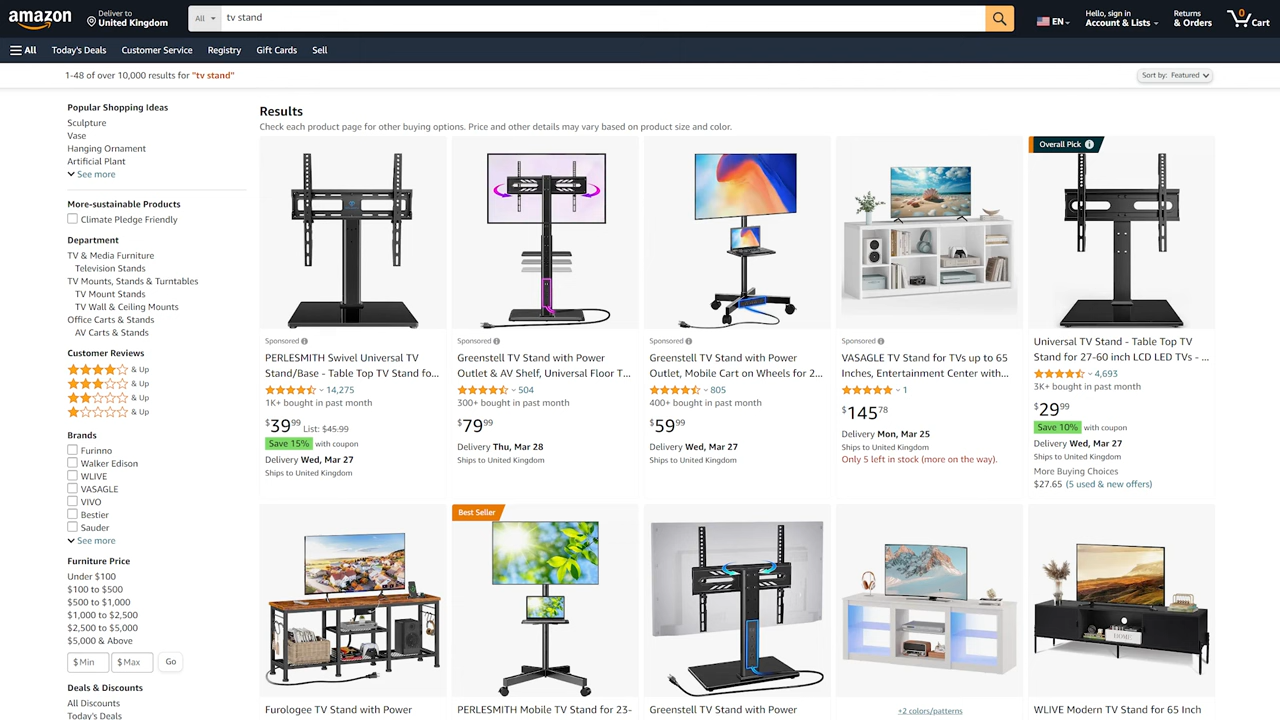 amazon
Deliver to
United Kingdom
All
tv stand
EN
Hello, sign in
Account & Lists
Returns
& Orders
0
Cart
All
Today's Deals
Customer Service
Registry
Gift Cards
Sell
1-48 of over 10,000 results for "tv stand"
Sort by: Featured
Popular Shopping Ideas
Sculpture
Vase
Hanging Ornament
Artificial Plant
See more
More-sustainable Products
Climate Pledge Friendly
Department
TV & Media Furniture
Television Stands
TV Mounts, Stands & Turntables
TV Mount Stands
TV Wall & Ceiling Mounts
Office Carts & Stands
AV Carts & Stands
Customer Reviews
& Up
& Up
& Up
& Up
Brands
Furinno
Walker Edison
WLIVE
VASAGLE
VIVO
Bestier
Sauder
See more
Furniture Price
Under $100
$100 to $500
$500 to $1,000
$1,000 to $2,500
$2,500 to $5,000
$5,000 & Above
$ Min
$ Max
Go
Deals & Discounts
All Discounts
Today's Deals
Results
Check each product page for other buying options. Price and other details may vary based on product size and color.
Sponsored
PERLESMITH Swivel Universal TV
Stand/Base - Table Top TV Stand fo...
14,275
1K+ bought in past month
$39.99 List: $45.99
Save 15% with coupon
Delivery Wed, Mar 27
Ships to United Kingdom
Sponsored
Greenstell TV Stand with Power
Outlet & AV Shelf, Universal Floor T...
504
300+ bought in past month
$79.99
Delivery Thu, Mar 28
Ships to United Kingdom
Sponsored
Greenstell TV Stand with Power
Outlet, Mobile Cart on Wheels for 2...
805
400+ bought in past month
$59.99
Delivery Wed, Mar 27
Ships to United Kingdom
Sponsored
VASAGLE TV Stand for TVs up to 65
Inches, Entertainment Center with...
1
$145.78
Delivery Mon, Mar 25
Ships to United Kingdom
Only 5 left in stock (more on the way).
Overall Pick
Universal TV Stand - Table Top TV
Stand for 27-60 inch LCD LED TVs - ...
4,693
3K+ bought in past month
$29.99
Save 10% with coupon
Delivery Wed, Mar 27
Ships to United Kingdom
More Buying Choices
$27.65 (5 used & new offers)
Furologee TV Stand with Power
Best Seller
PERLESMITH Mobile TV Stand for 23-
Greenstell TV Stand with Power
+2 colors/patterns
HOME
WLIVE Modern TV Stand for 65 Inch